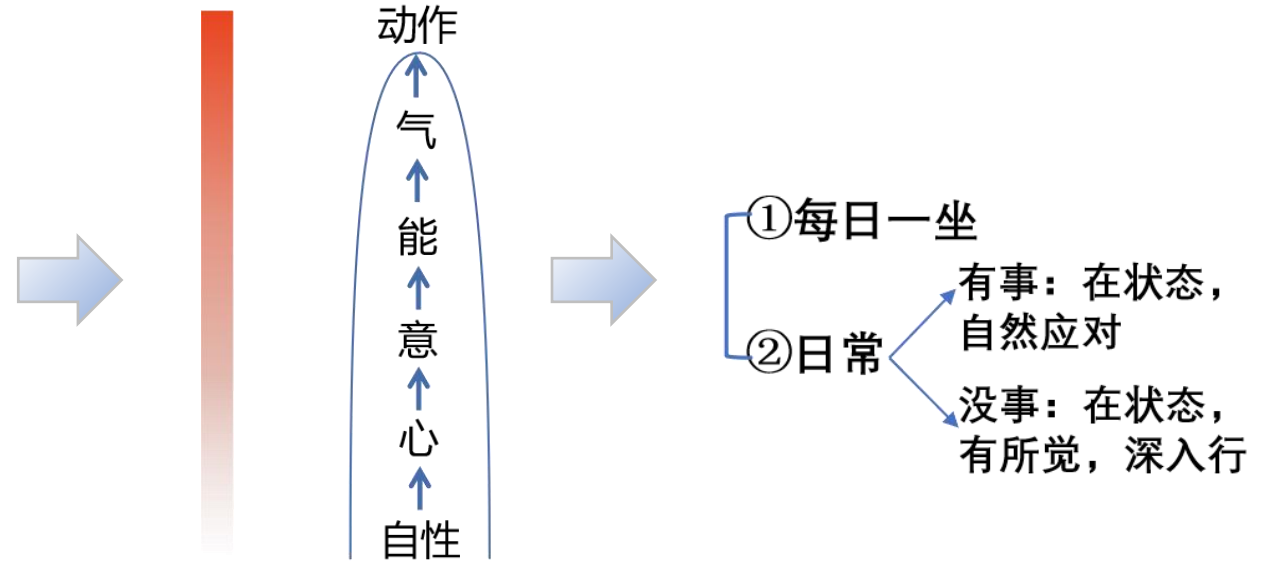 动作
气
能
意
心
自性
①每日一坐
②日常
有事：在状态，
自然应对
没事：在状态，
有所觉，深入行